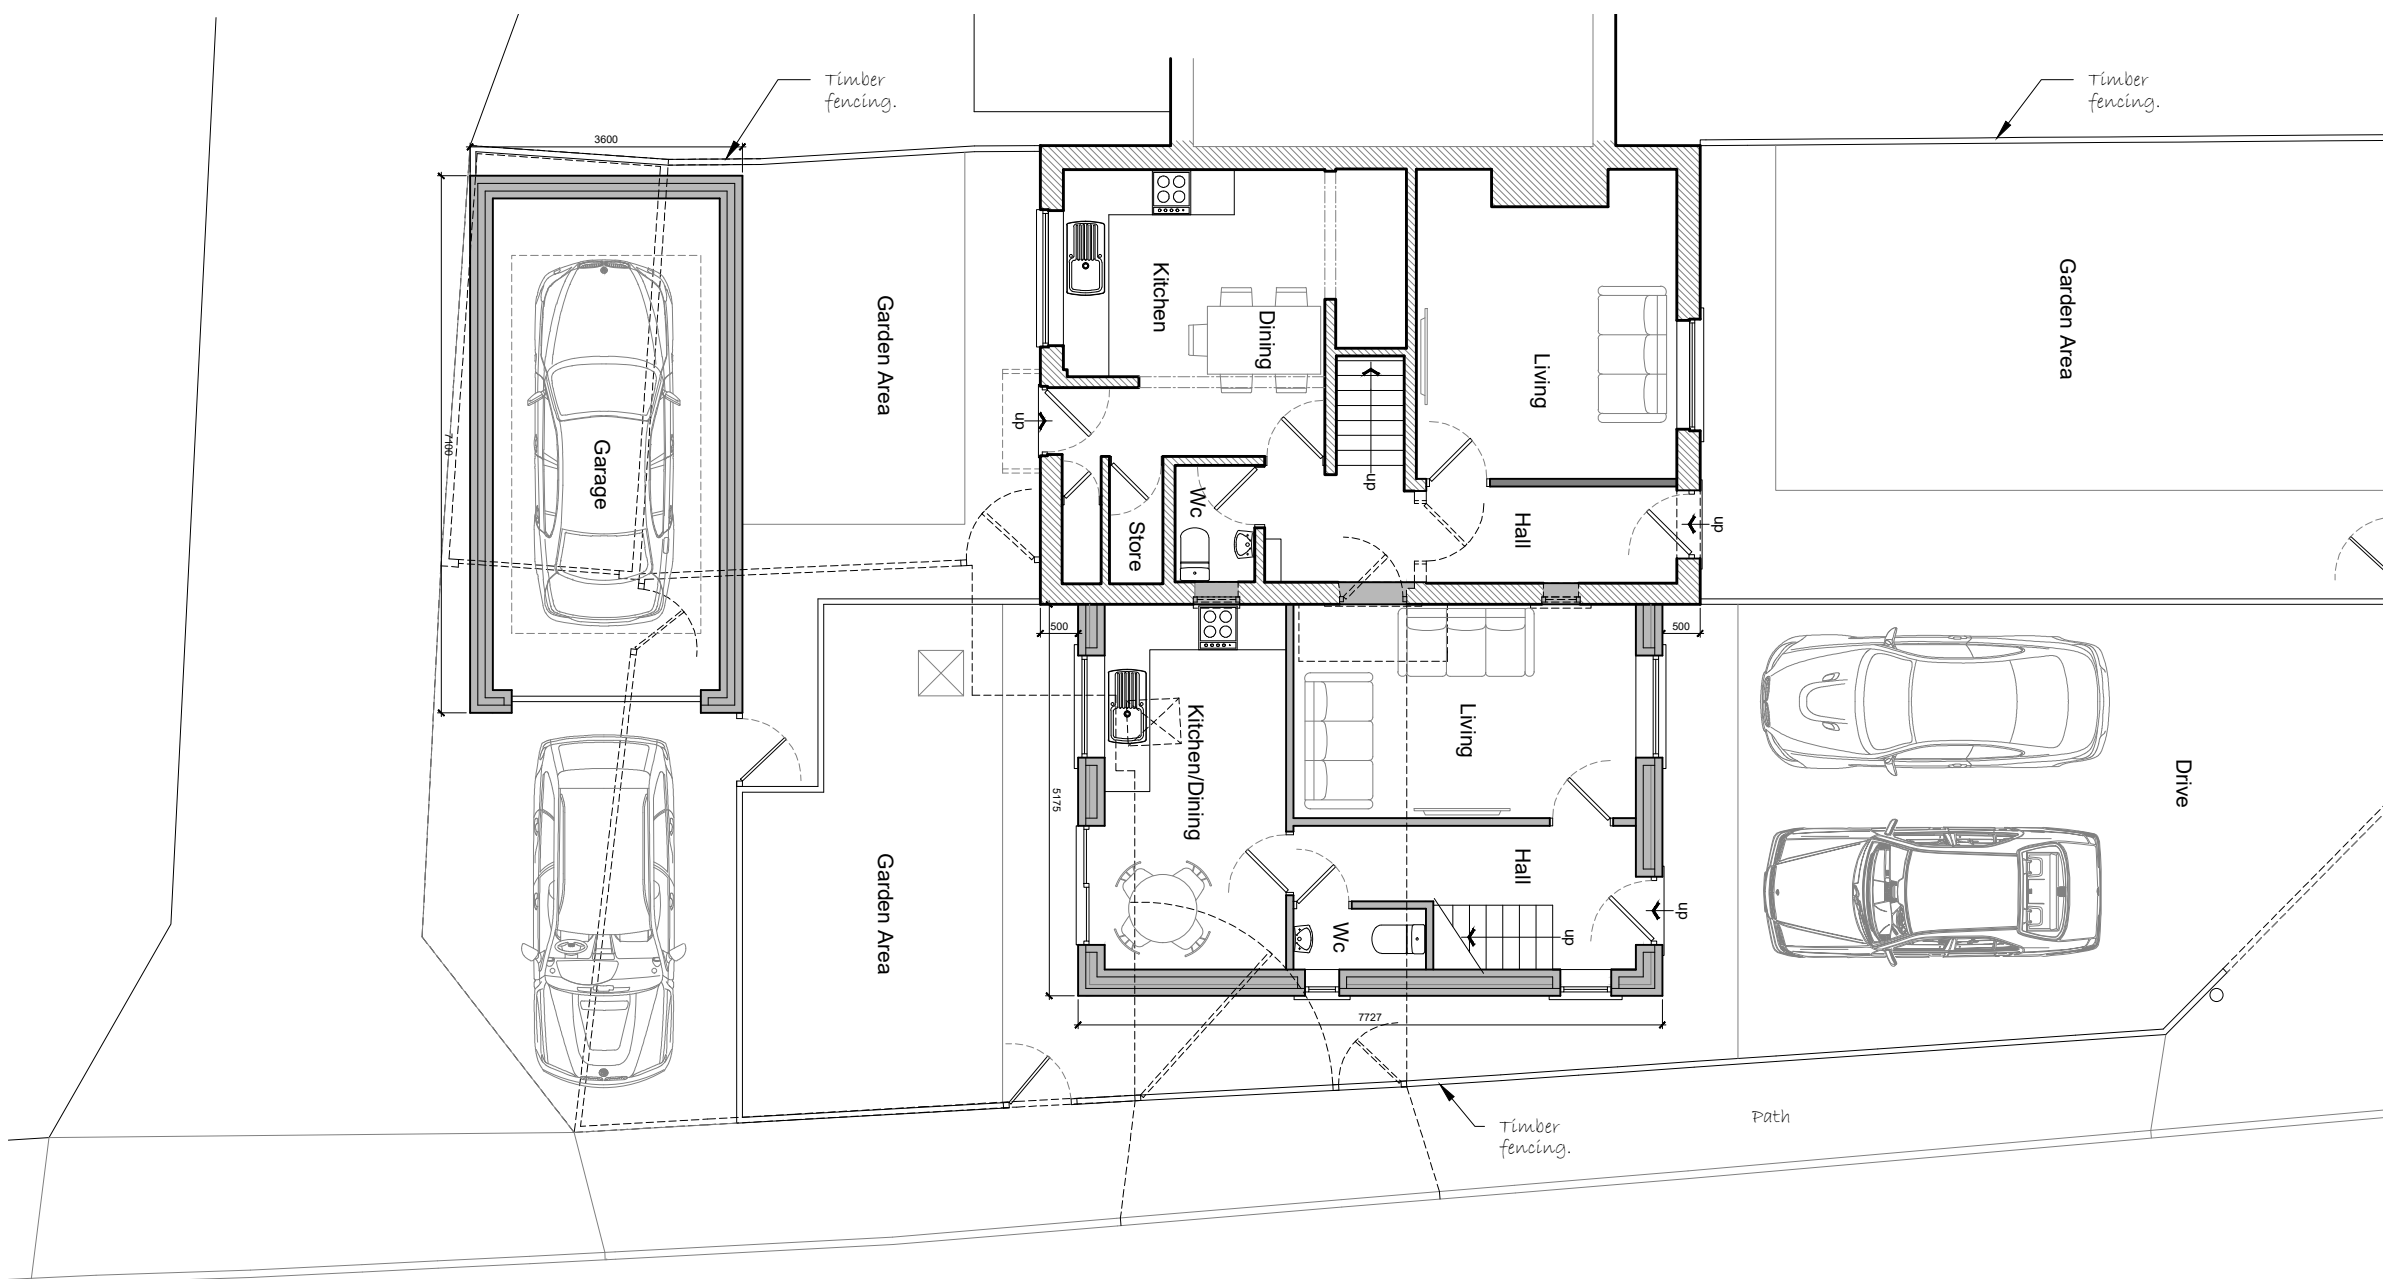 Timber
fencing.
Timber
fencing.
3600
7100
Garage
Garden Area
Kitchen
Dining
Living
Garden Area
up
up
up
Wc
Store
Hall
500
500
Kitchen/Dining
Living
Hall
Wc
up
up
Drive
5175
7727
Garden Area
Timber
fencing.
Path